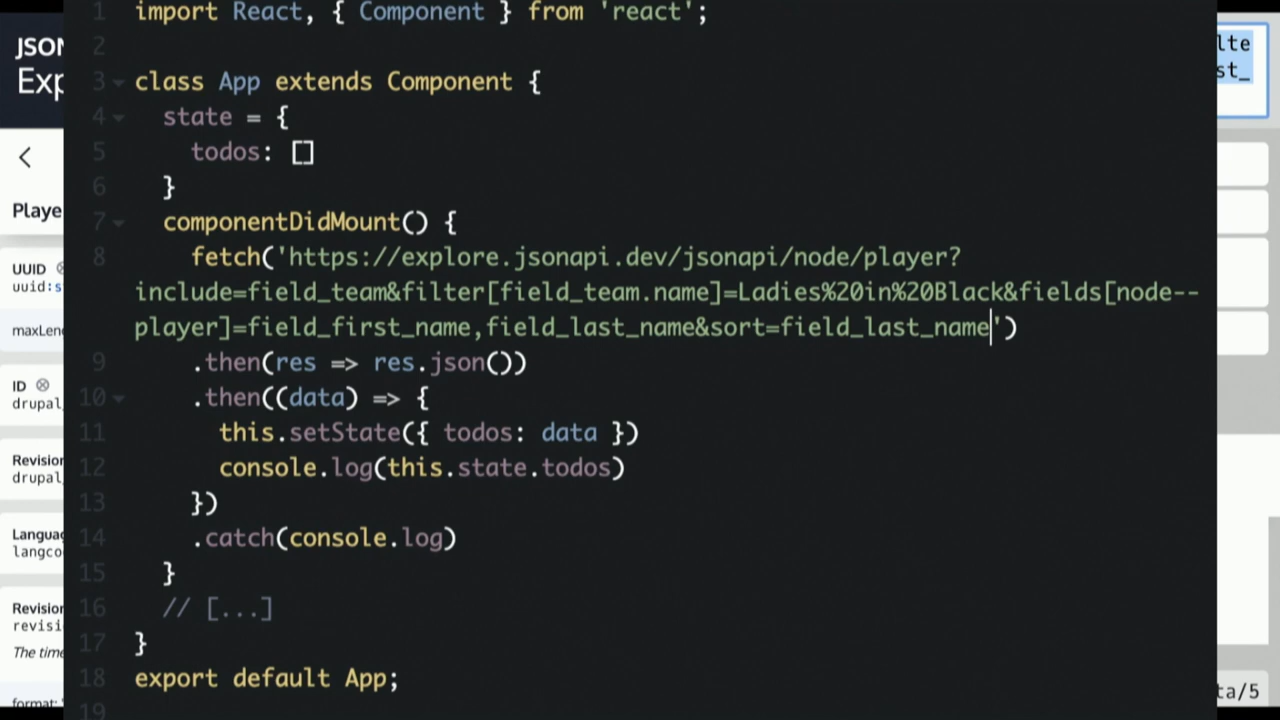 1 import React, { Component } from 'react';
2
3 class App extends Component {
4 state = {
5 todos: []
6 }
7 componentDidMount() {
8 fetch('https://explore.jsonapi.dev/jsonapi/node/player?
include=field_team&filter[field_team.name]=Ladies%20in%20Black&fields[node--
player]=field_first_name,field_last_name&sort=field_last_name')
9 .then(res => res.json())
10 .then((data) => {
11 this.setState({ todos: data })
12 console.log(this.state.todos)
13 })
14 .catch(console.log)
15 }
16 // [...]
17 }
18 export default App;
19
JSON
Exp
Playe
UUID
uuid:s
maxLen
ID
drupal_
Revision
drupal_
Langua
langco
Revision
revisi
The time
format:
lte
st_
ta/5